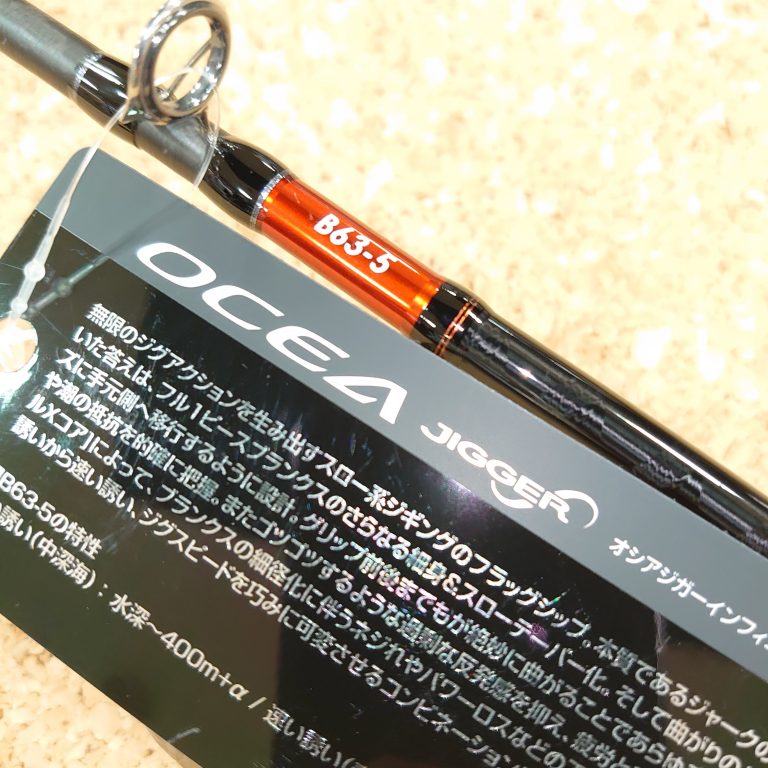 B63-5
OCEA JIGGER
オシアジガーインフィ
無限のジグアクションを生み出すスロー系ジギングのフラッグシップ。本質であるジャークの
いた答えは、フル1ピースブランクスのさらなる細身&スローテーパー化。そして曲がりの
ズに手元側へ移行するように設計。グリップ前後までもが絶妙に曲がることであらゆ
や潮の抵抗を的確に把握。またゴツゴツするような過剰な反発感を抑え、疲労と
ルXコア]によって、ブランクスの細径化に伴うネジれやパワーロスなどの
誘いから速い誘い、ジグスピードを巧みに可変させるコンビネーション
B63-5の特性
誘い(中深海):水深~400m+α / 速い誘い(